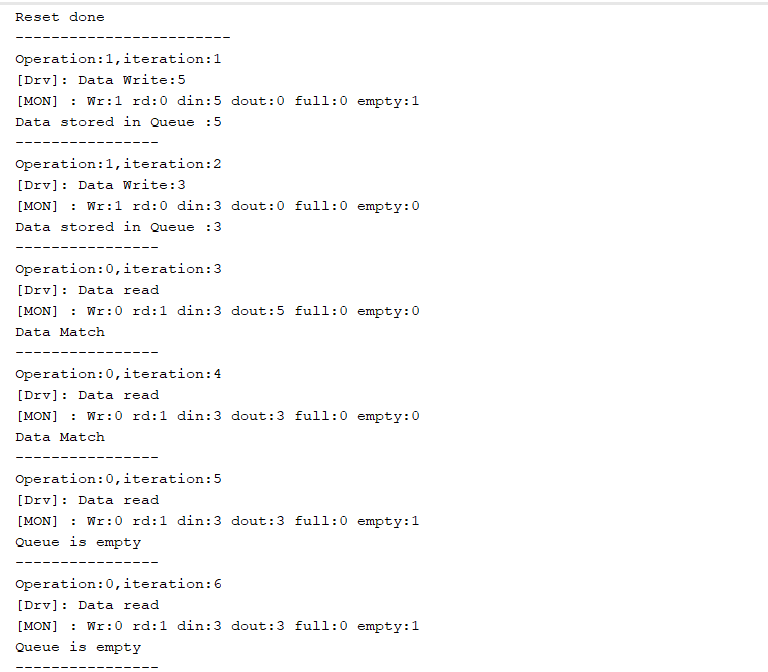 Reset done
------------------------
Operation:1,iteration:1
[Drv]: Data Write:5
[MON] : Wr:1 rd:0 din:5 dout:0 full:0 empty:1
Data stored in Queue :5
----------------
Operation:1,iteration:2
[Drv]: Data Write:3
[MON] : Wr:1 rd:0 din:3 dout:0 full:0 empty:0
Data stored in Queue :3
----------------
Operation:0,iteration:3
[Drv]: Data read
[MON] : Wr:0 rd:1 din:3 dout:5 full:0 empty:0
Data Match
----------------
Operation:0,iteration:4
[Drv]: Data read
[MON] : Wr:0 rd:1 din:3 dout:3 full:0 empty:0
Data Match
----------------
Operation:0,iteration:5
[Drv]: Data read
[MON] : Wr:0 rd:1 din:3 dout:3 full:0 empty:1
Queue is empty
----------------
Operation:0,iteration:6
[Drv]: Data read
[MON] : Wr:0 rd:1 din:3 dout:3 full:0 empty:1
Queue is empty
----------------